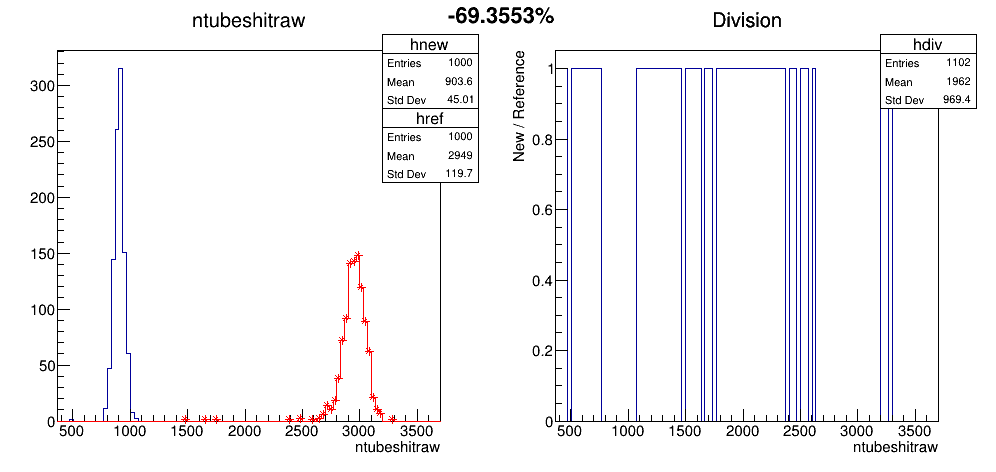 -69.3553%
ntubeshitraw
hnew
Entries 1000
Mean 903.6
Std Dev 45.01
href
Entries 1000
Mean 2949
Std Dev 119.7
300
250
200
150
100
50
0
500 1000 1500 2000 2500 3000 3500
ntubeshitraw
Division
hdiv
Entries 1102
Mean 1962
Std Dev 969.4
New / Reference
1
0.8
0.6
0.4
0.2
0
500 1000 1500 2000 2500 3000 3500
ntubeshitraw